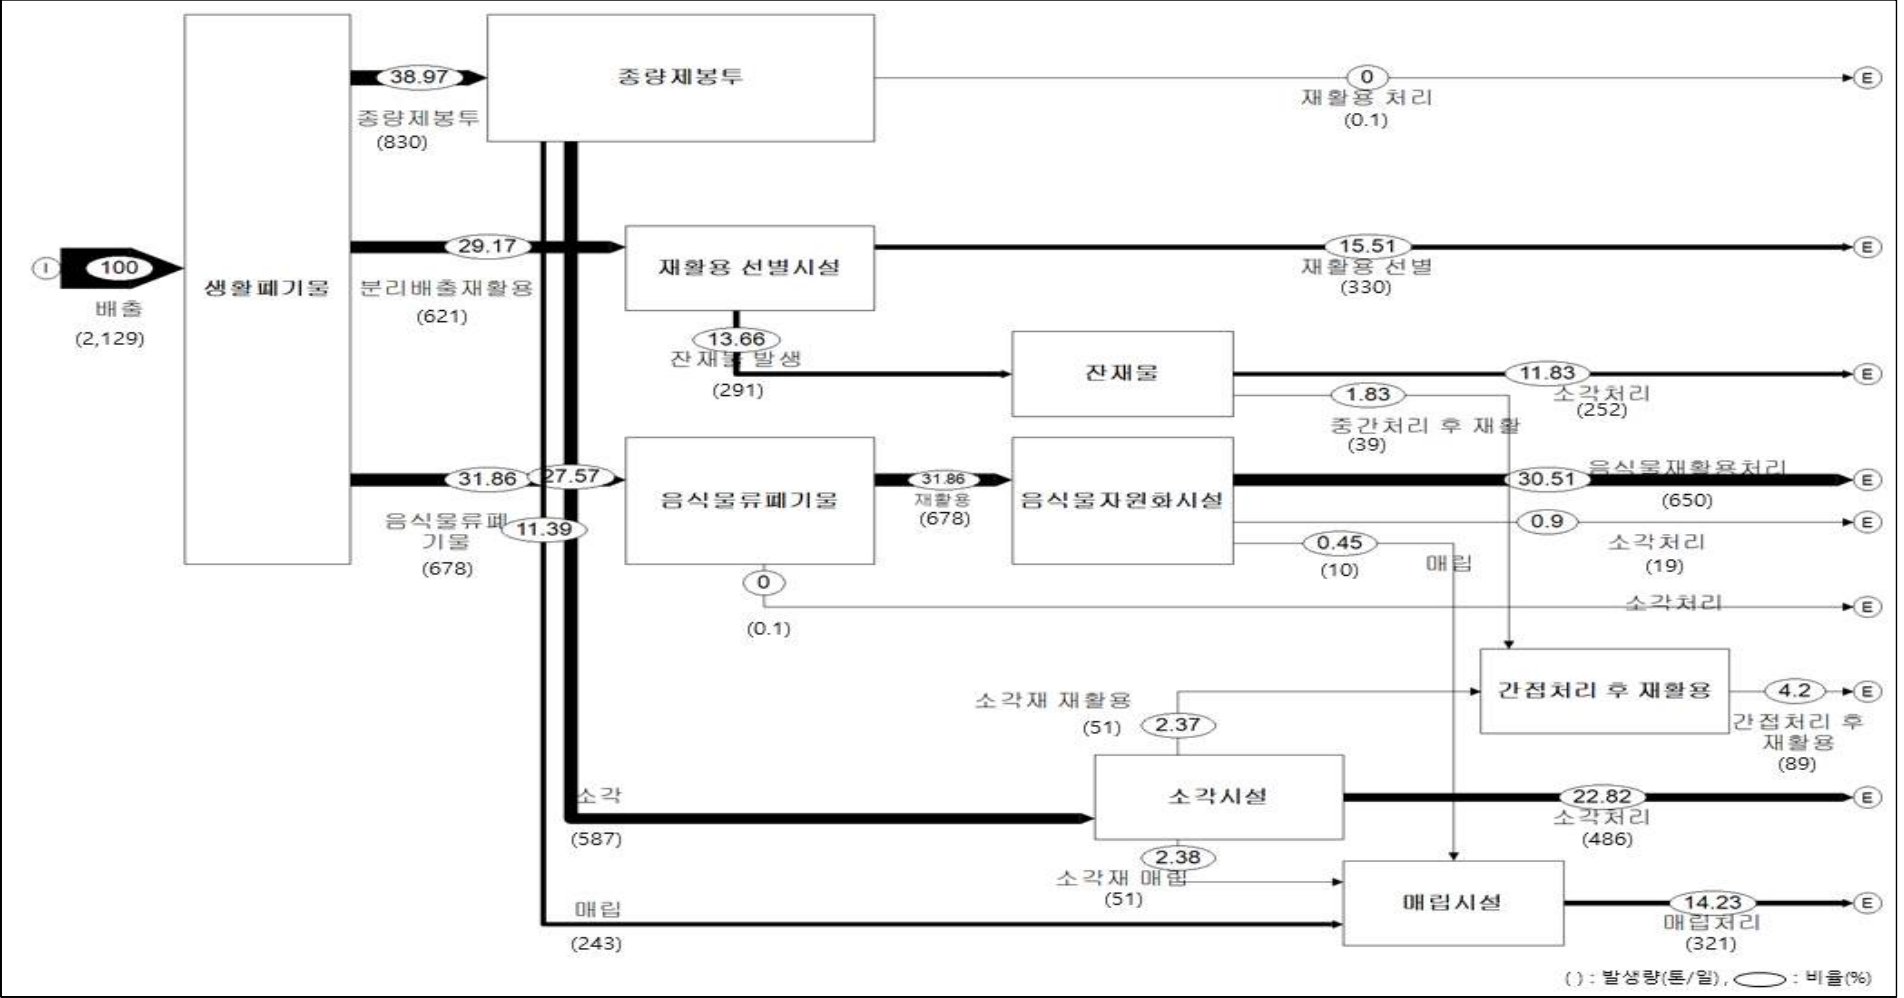 38.97
종량제봉투
(830)
종량제봉투
0
재활용 처리
(0.1)
E
I
100
배출
(2,129)
생활폐기물
29.17
분리배출재활용
(621)
재활용 선별시설
15.51
재활용 선별
(330)
E
13.66
잔재물 발생
(291)
잔재물
11.83
소각처리
(252)
E
1.83
중간처리 후 재활
(39)
31.86
음식물류폐
기물
(678)
27.57
11.39
음식물류폐기물
31.86
재활용
(678)
음식물자원화시설
30.51
음식물재활용처리
(650)
E
0.9
소각처리
(19)
E
0.45
(10)
매립
0
(0.1)
소각처리
E
소각재 재활용
(51)
2.37
간접처리 후 재활용
4.2
간접처리 후
재활용
(89)
E
소각
(587)
소각시설
22.82
소각처리
(486)
E
2.38
소각재 매립
(51)
매립
(243)
매립시설
14.23
매립처리
(321)
E
( ) : 발생량(톤/일), : 비율(%)